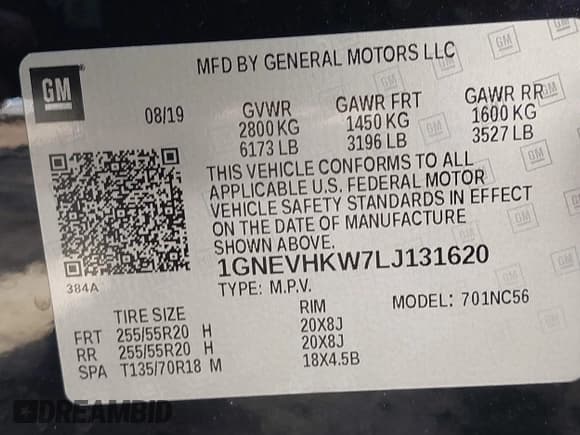 GM
MFD BY GENERAL MOTORS LLC
08/19 GVWR GAWR FRT GAWR RR
2800 KG 1450 KG 1600 KG
6173 LB 3196 LB 3527 LB
THIS VEHICLE CONFORMS TO ALL
APPLICABLE U.S. FEDERAL MOTOR
VEHICLE SAFETY STANDARDS IN EFFECT
ON THE DATE OF MANUFACTURE
SHOWN ABOVE.
384A
1GNEVHKW7LJ131620
TYPE: M.P.V. MODEL: 701NC56
TIRE SIZE RIM
FRT 255/55R20 H 20X8J
RR 255/55R20 H 20X8J
SPA T135/70R18 M 18X4.5B
DREAMBID